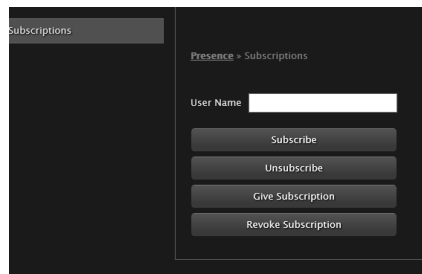 Subscriptions
Presence » Subscriptions
User Name
Subscribe
Unsubscribe
Give Subscription
Revoke Subscription